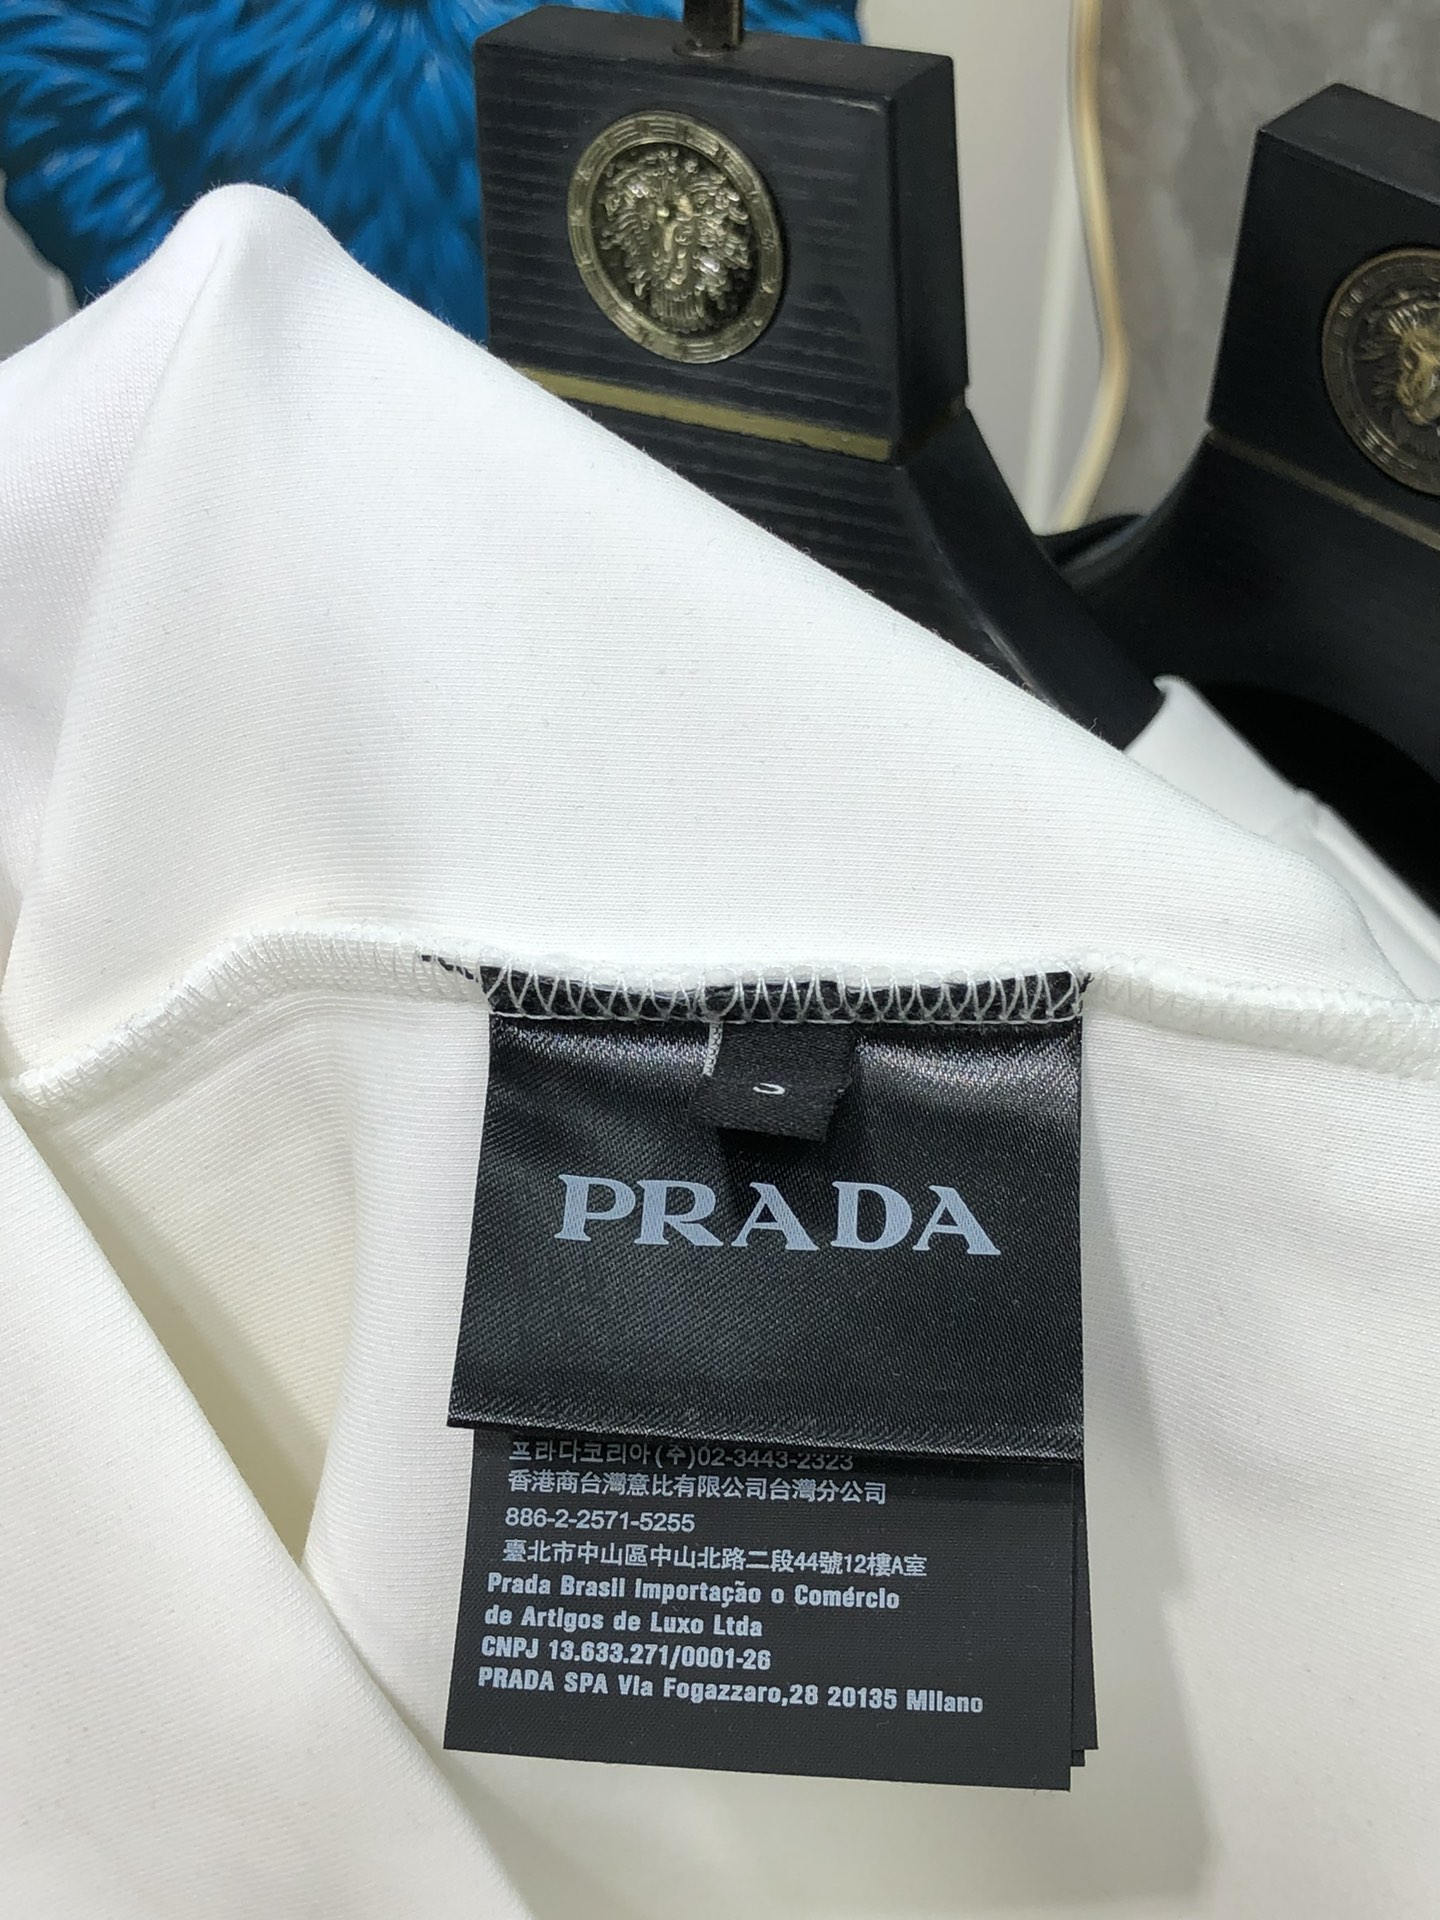 PRADA
프라다코리아(주)02-3443-2323
香港商台灣意比有限公司台灣分公司
886-2-2571-5255
臺北市中山區中山北路二段44號12樓A室
Prada Brasil Importação o Comércio
de Artigos de Luxo Ltda
CNPJ 13.633.271/0001-26
PRADA SPA Via Fogazzaro,28 20135 Milano